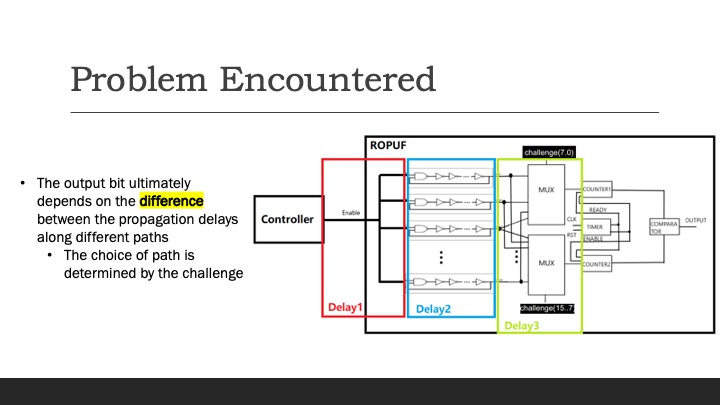 Problem Encountered
• The output bit ultimately
depends on the difference
between the propagation delays
along different paths
• The choice of path is
determined by the challenge
ROPUF
challenge(7.0)
Controller
Enable
MUX
COUNTER1
READY
CLK
TIMER
RST
ENABLE
COMPARA
TOR
OUTPUT
MUX
COUNTER2
challenge(15..7)
Delay1
Delay2
Delay3